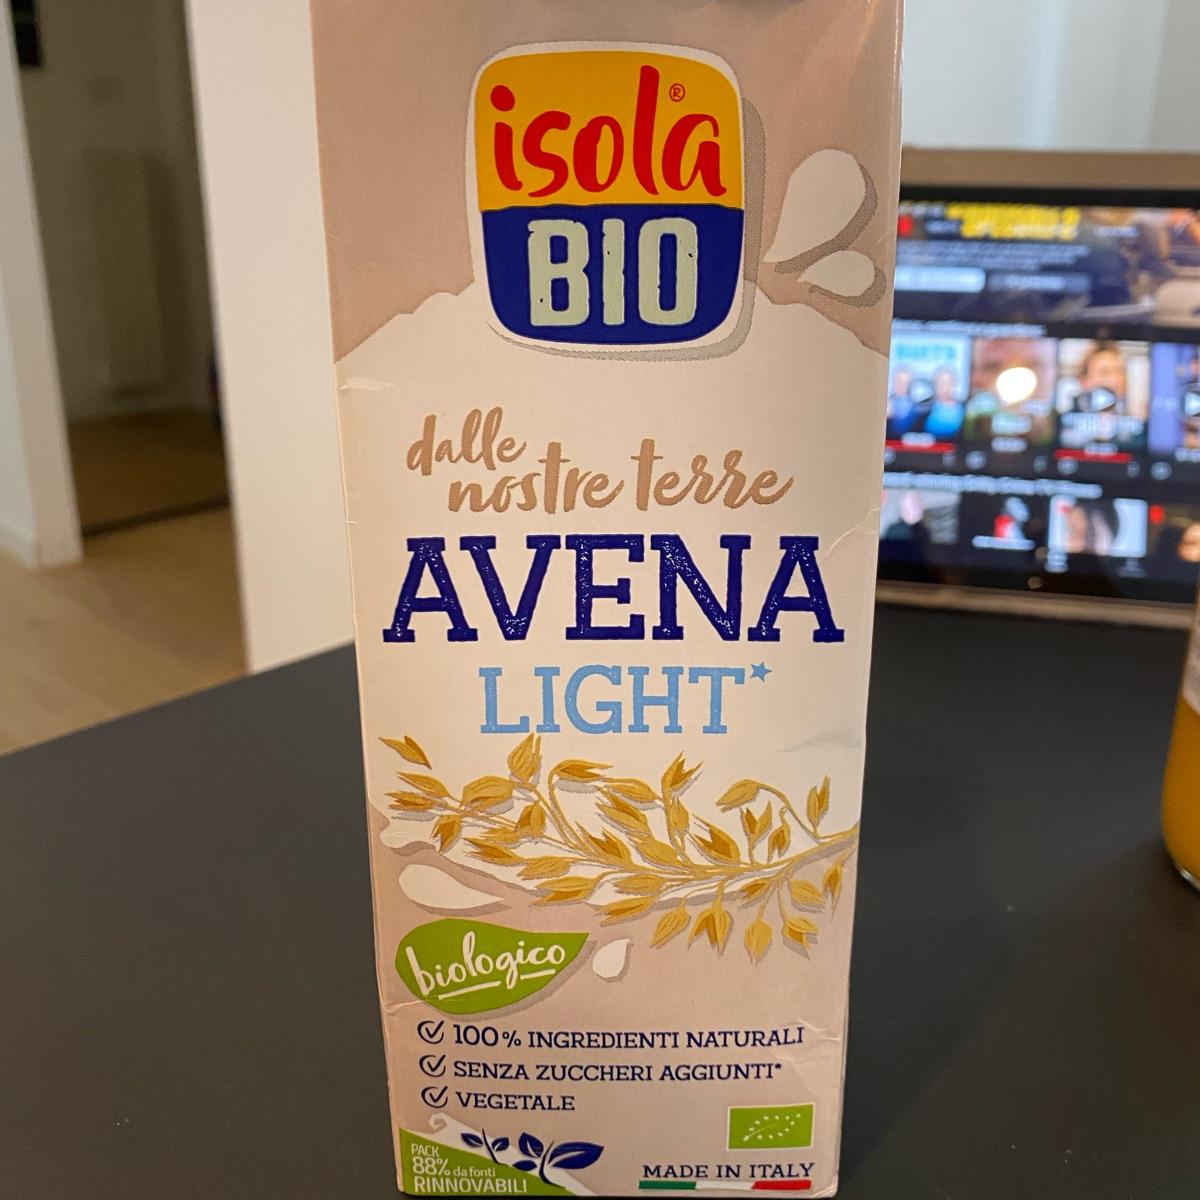 isola®
BIO
dalle
nostre terre
AVENA
LIGHT*
biologico
100% INGREDIENTI NATURALI
SENZA ZUCCHERI AGGIUNTI*
VEGETALE
PACK
88% da fonti
RINNOVABILI
MADE IN ITALY